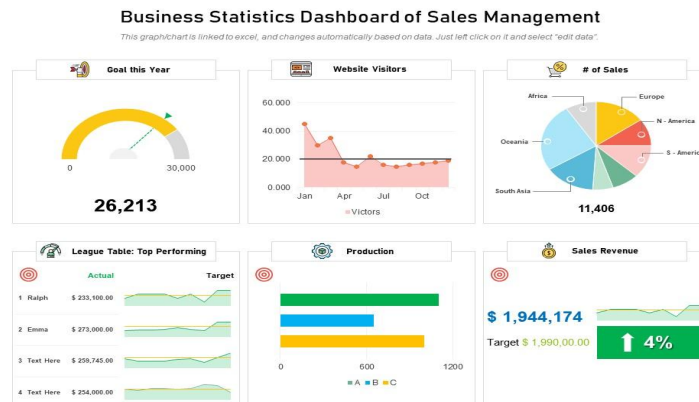 Business Statistics Dashboard of Sales Management
This graph/chart is linked to excel, and changes automatically based on data. Just left click on it and select "edit data".
Goal this Year
0
30,000
26,213
Website Visitors
60.000
40.000
20.000
0.000
Jan Apr Jul Oct
Victors
# of Sales
Africa
Europe
N - America
Oceania
S - Americ
South Asia
11,406
League Table: Top Performing
Actual Target
1 Ralph $ 233,100.00
2 Emma $ 273,000.00
3 Text Here $ 259,745.00
4 Text Here $ 254,000.00
Production
0 600 1200
A B C
Sales Revenue
$ 1,944,174
Target $ 1,990,00.00
4%